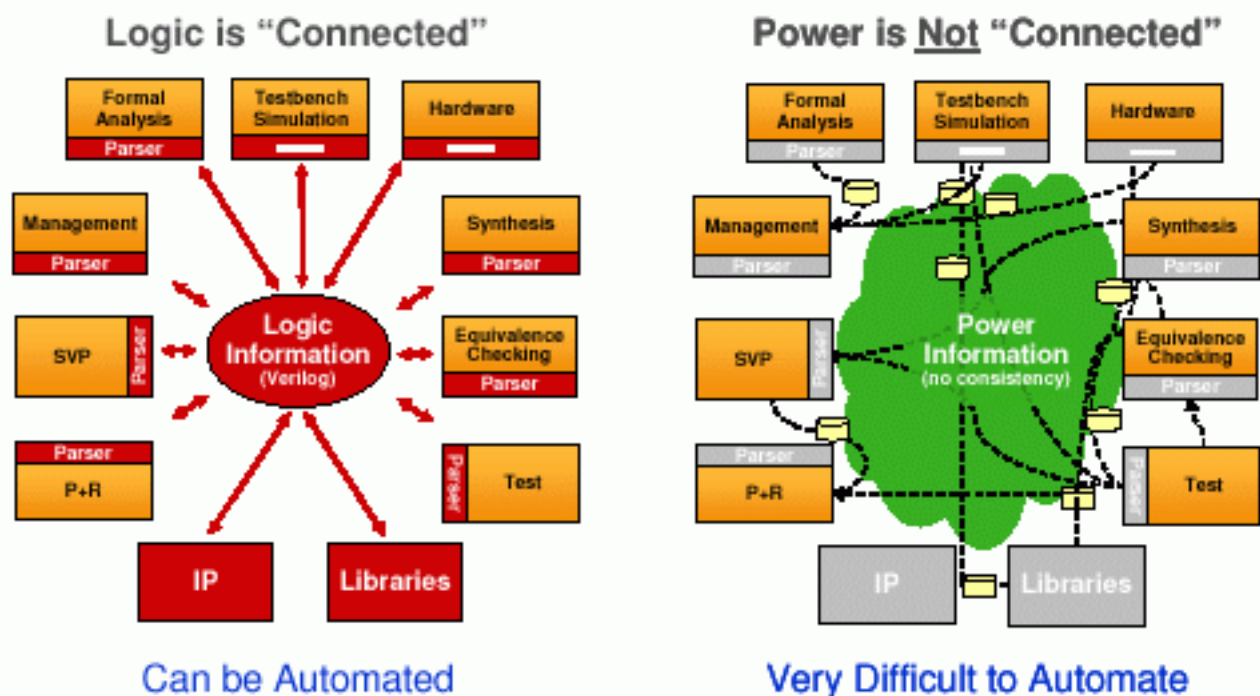 Logic is “Connected”
Formal
Analysis
Parser
Testbench
Simulation
Hardware
Management
Parser
Synthesis
Parser
SVP
Parser
Logic
Information
(Verilog)
Equivalence
Checking
Parser
Parser
P+R
Parser
Test
IP
Libraries
Can be Automated
Power is Not “Connected”
Formal
Analysis
Parser
Testbench
Simulation
Hardware
Management
Parser
Synthesis
Parser
SVP
Parser
Power
Information
(no consistency)
Equivalence
Checking
Parser
Parser
P+R
Parser
Test
IP
Libraries
Very Difficult to Automate